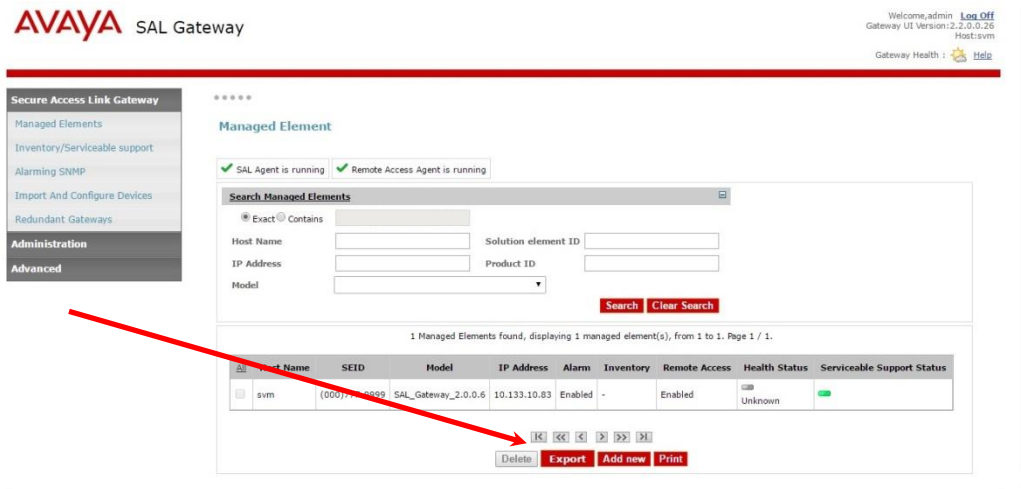 AVAYA SAL Gateway
Welcome,admin Log Off
Gateway UI Version:2.2.0.0.26
Host:svm
Gateway Health : Help
Secure Access Link Gateway
Managed Elements
Inventory/Serviceable support
Alarming SNMP
Import And Configure Devices
Redundant Gateways
Administration
Advanced
Managed Element
SAL Agent is running Remote Access Agent is running
Search Managed Elements
Exact Contains
Host Name Solution element ID
IP Address Product ID
Model
Search Clear Search
1 Managed Elements found, displaying 1 managed element(s), from 1 to 1. Page 1 / 1.
All Host Name SEID Model IP Address Alarm Inventory Remote Access Health Status Serviceable Support Status
svm SAL_Gateway_2.0.0.6 10.133.10.83 Enabled - Enabled Unknown
Delete Export Add new Print